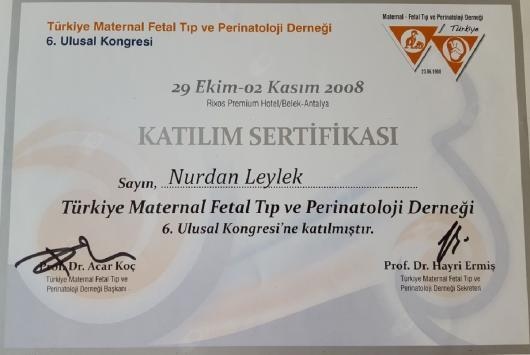 Türkiye Maternal Fetal Tıp ve Perinatoloji Derneği
6. Ulusal Kongresi
Maternal - Fetal Tıp ve Perinatoloji Derneği
Türkiye
29 Ekim-02 Kasım 2008
Rixos Premium Hotel/Belek-Antalya
KATILIM SERTİFİKASI
Sayın, Nurdan Leylek
Türkiye Maternal Fetal Tıp ve Perinatoloji Derneği
6. Ulusal Kongresi'ne katılmıştır.
Prof. Dr. Acar Koç
Türkiye Maternal Fetal Tıp ve
Perinatoloji Derneği Başkanı
Prof. Dr. Hayri Ermiş
Türkiye Maternal Fetal Tıp ve
Perinatoloji Derneği Sekreteri